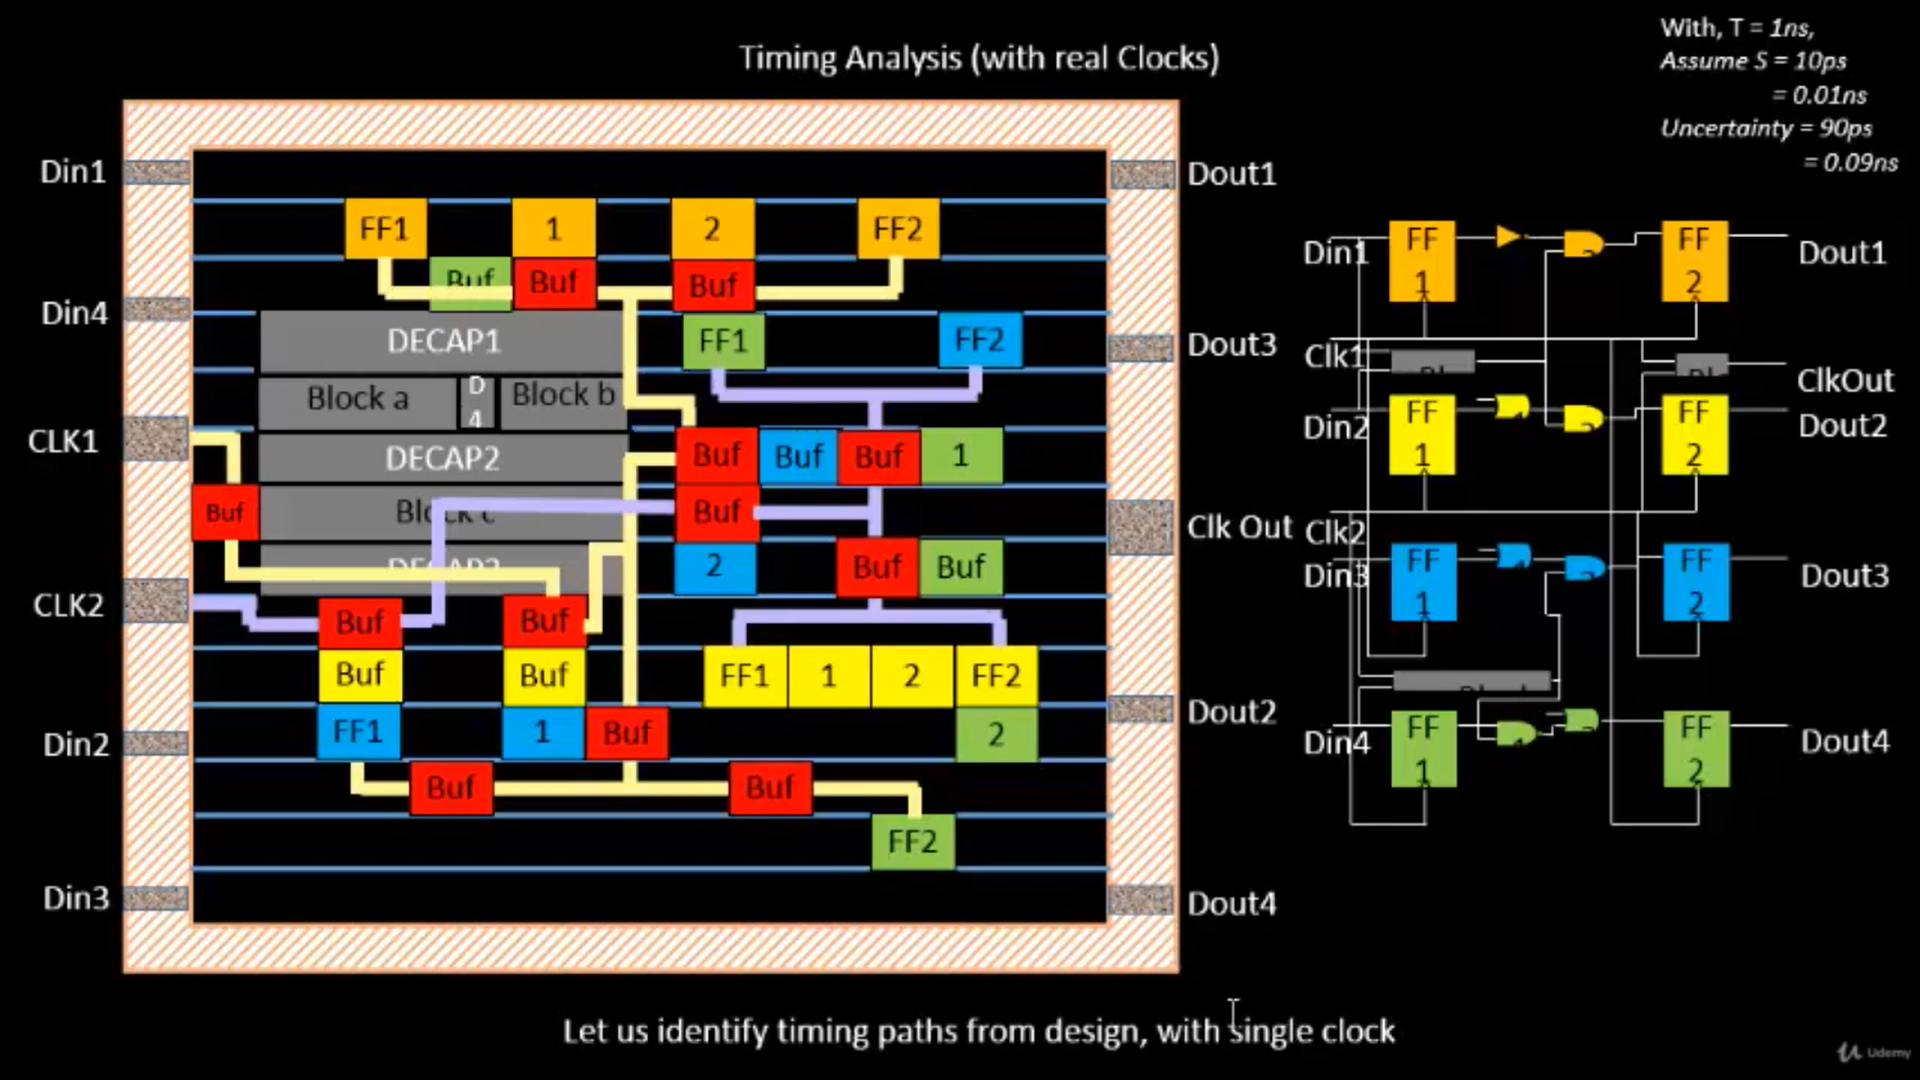 With, T = 1ns,
Timing Analysis (with real Clocks)
Assume S = 10ps
= 0.01ns
Uncertainty = 90ps
= 0.09ns
Din1
Dout1
FF1 1 2 FF2
Buf Buf Buf
Din4
DECAP1
FF1 FF2
Dout3
Block a
D
4
Block b
CLK1
DECAP2
Buf Buf Buf 1
Buf
Block c
Buf
Clk Out
2 Buf Buf
CLK2
Buf Buf
Buf Buf
FF1 1 2 FF2
Dout2
Din2
FF1 1 Buf
2
Buf Buf
FF2
Din3
Dout4
Din1
FF
1
FF
2
Dout1
Clk1
ClkOut
Din2
FF
1
FF
2
Dout2
Clk2
Din3
FF
1
FF
2
Dout3
Din4
FF
1
FF
2
Dout4
Let us identify timing paths from design, with single clock
Udemy